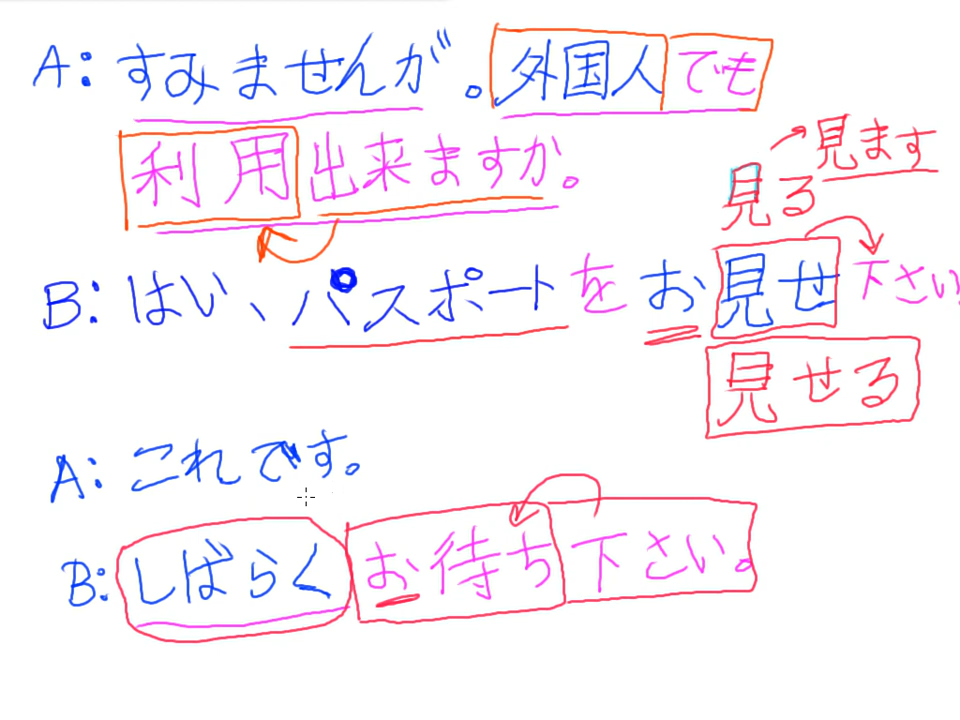 A: すみませんが。外国人でも
利用出来ますか。
見ます
見る
B: はい、パスポートをお見せ下さい
見せる
A: これです。
B: しばらくお待ち下さい。